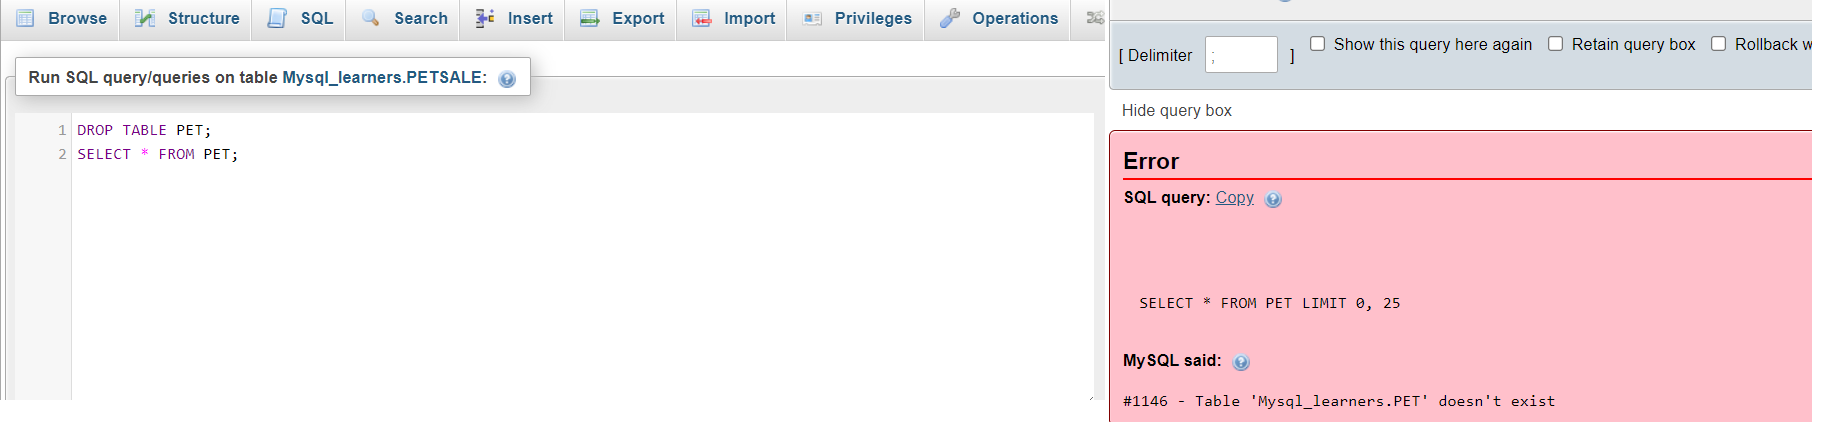 Browse Structure SQL Search Insert Export Import Privileges Operations
Run SQL query/queries on table Mysql_learners.PETSALE:
1 DROP TABLE PET;
2 SELECT * FROM PET;
[ Delimiter ; ] Show this query here again Retain query box Rollback w
Hide query box
Error
SQL query: Copy
SELECT * FROM PET LIMIT 0, 25
MySQL said:
#1146 - Table 'Mysql_learners.PET' doesn't exist